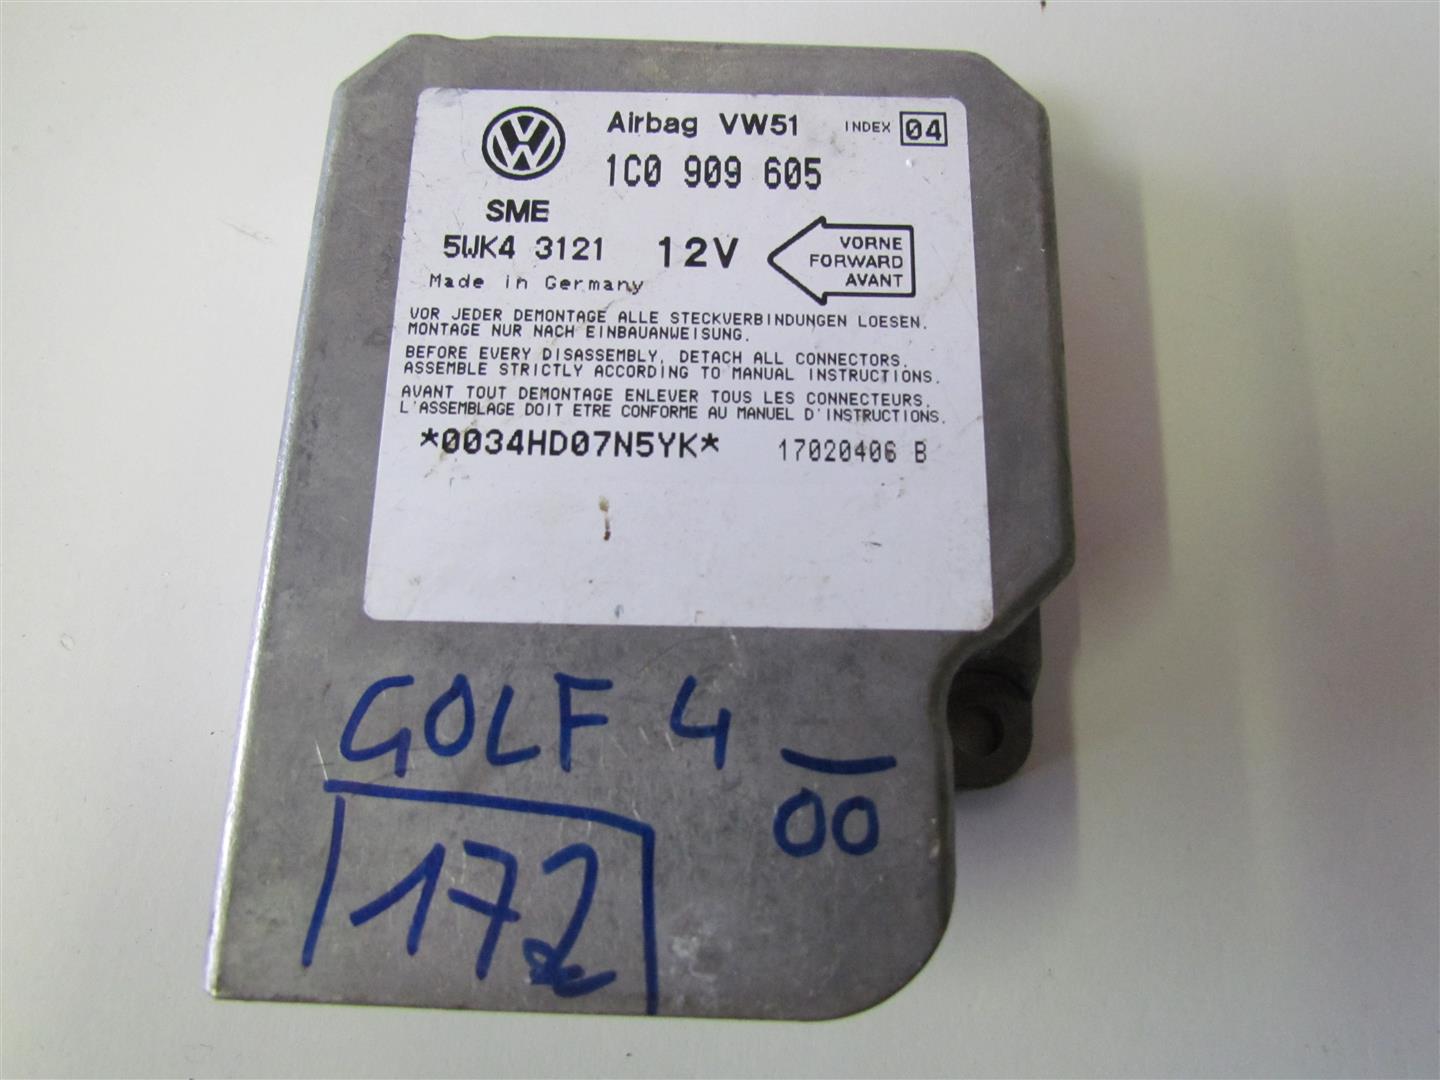 Airbag VW51 INDEX 04
1C0 909 605
SME
5WK4 3121 12V
VORNE
FORWARD
AVANT
Made in Germany
VOR JEDER DEMONTAGE ALLE STECKVERBINDUNGEN LOESEN.
MONTAGE NUR NACH EINBAUANWEISUNG.
BEFORE EVERY DISASSEMBLY, DETACH ALL CONNECTORS.
ASSEMBLE STRICTLY ACCORDING TO MANUAL INSTRUCTIONS.
AVANT TOUT DEMONTAGE ENLEVER TOUS LES CONNECTEURS.
L'ASSEMBLAGE DOIT ETRE CONFORME AU MANUEL D'INSTRUCTIONS.
*0034HD07N5YK* 17020406 B
GOLF 4
00
172